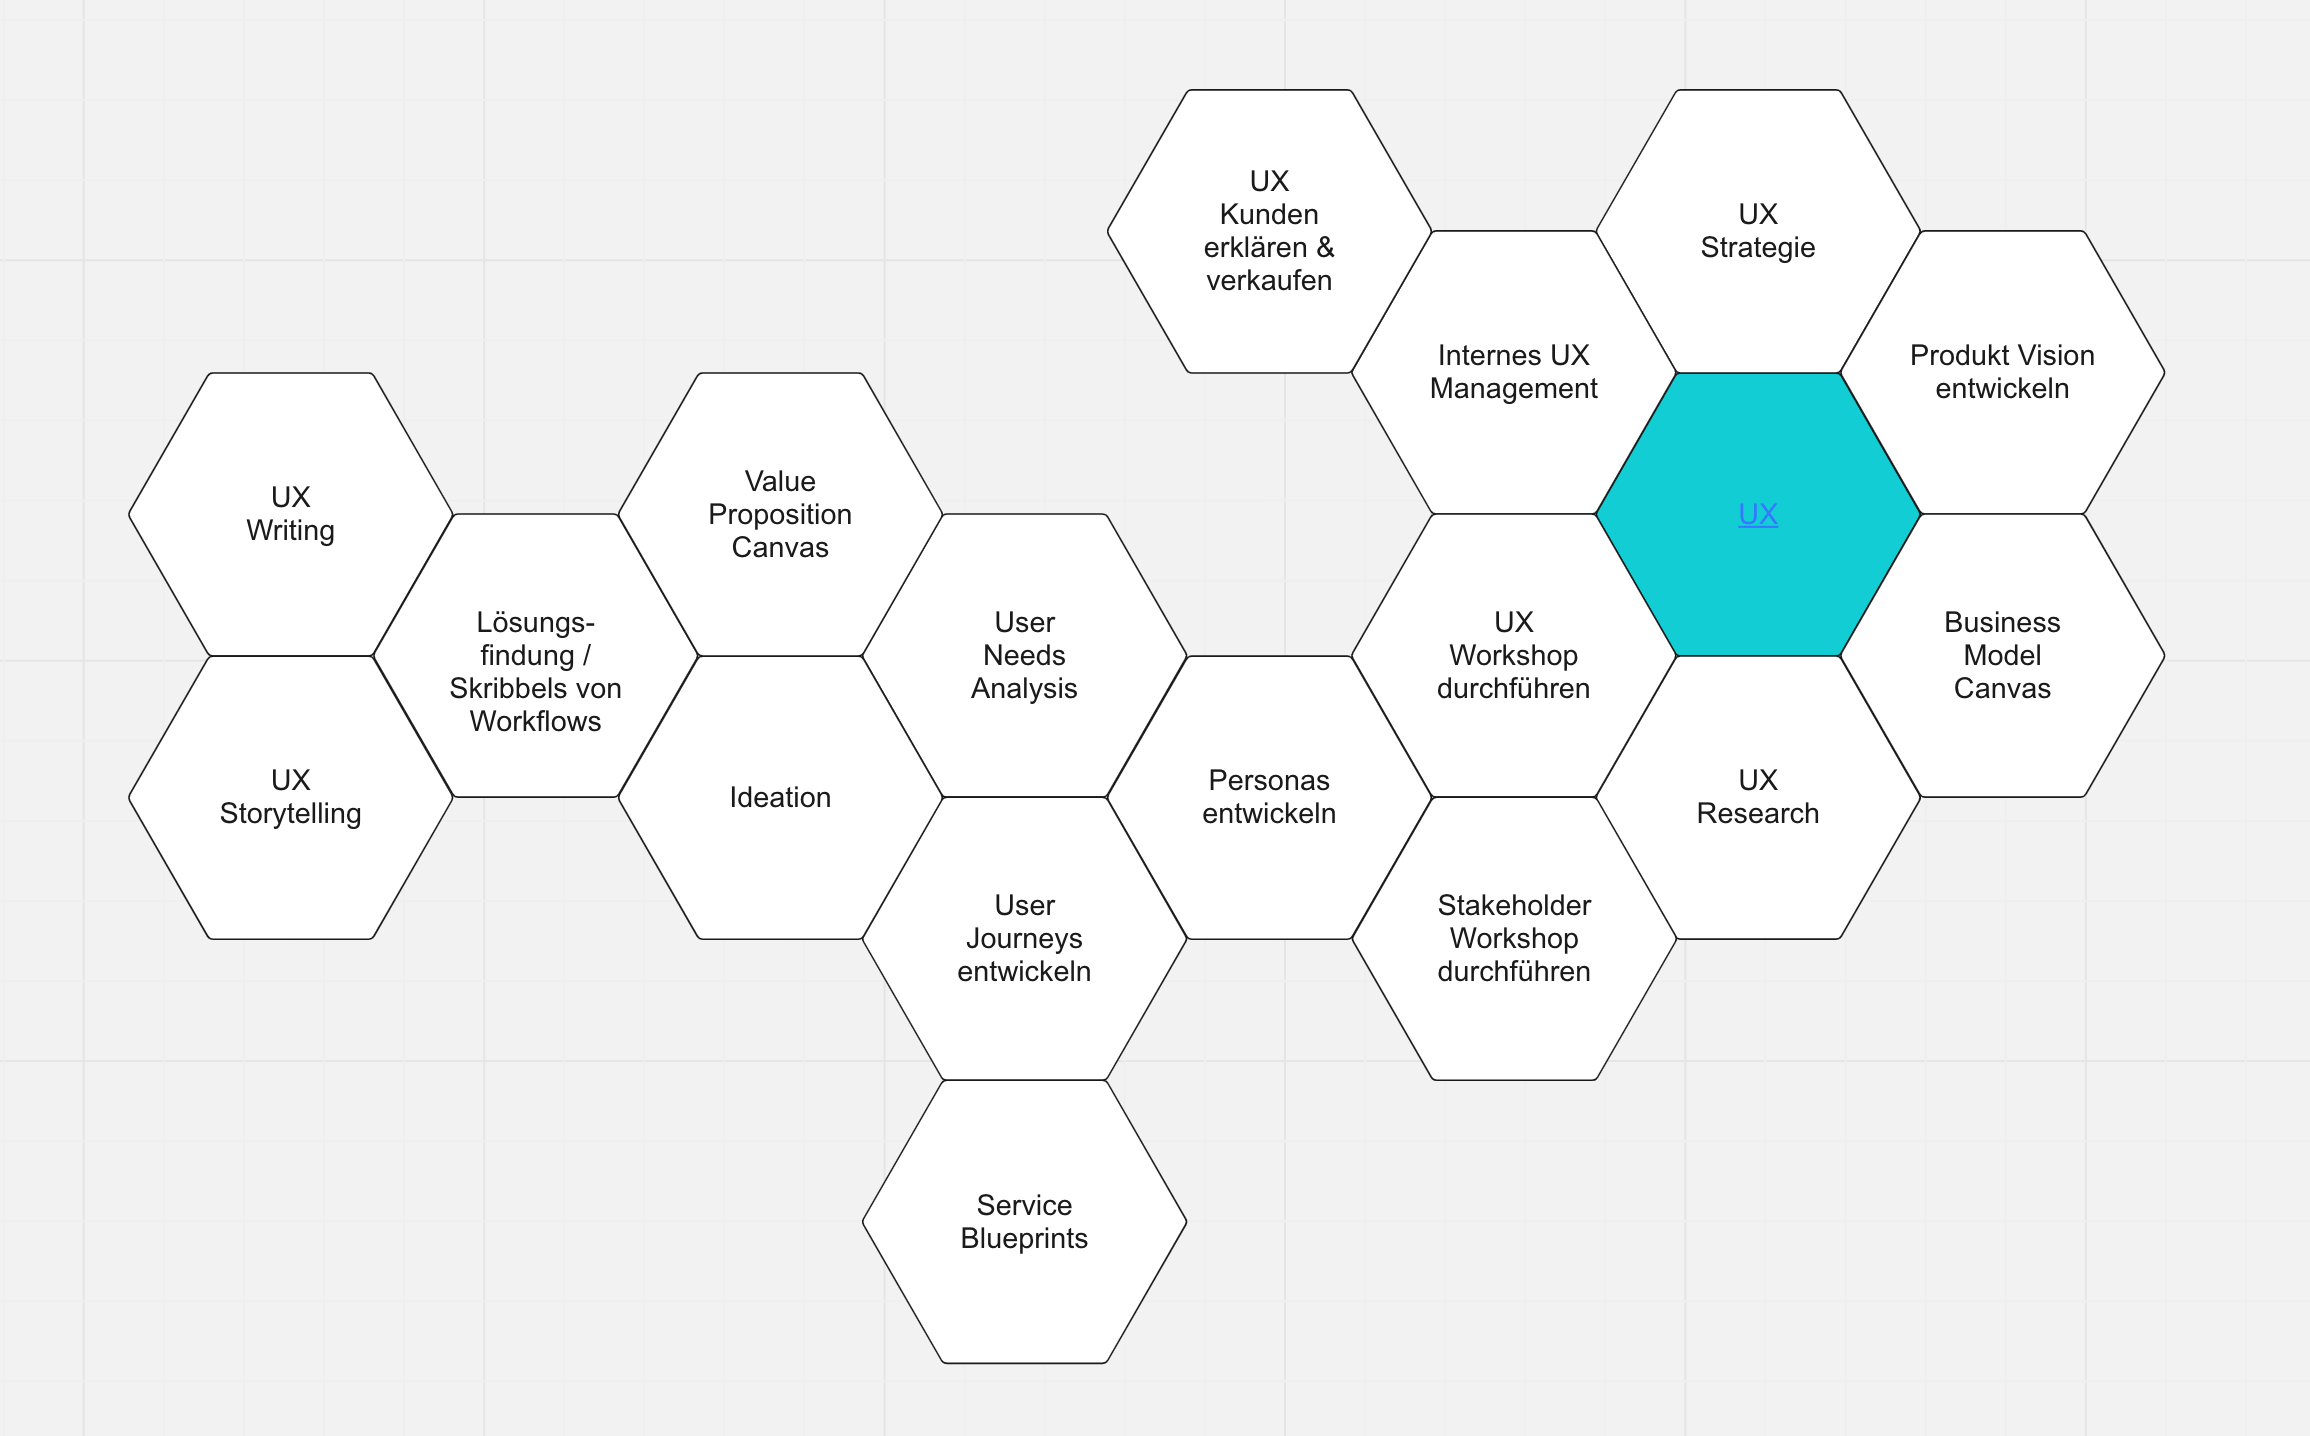 UX
Kunden
erklären &
verkaufen
UX
Strategie
Internes UX
Management
Produkt Vision
entwickeln
UX
Writing
Value
Proposition
Canvas
UX
Lösungs-
findung /
Skribbels von
Workflows
User
Needs
Analysis
UX
Workshop
durchführen
Business
Model
Canvas
UX
Storytelling
Ideation
Personas
entwickeln
UX
Research
User
Journeys
entwickeln
Stakeholder
Workshop
durchführen
Service
Blueprints